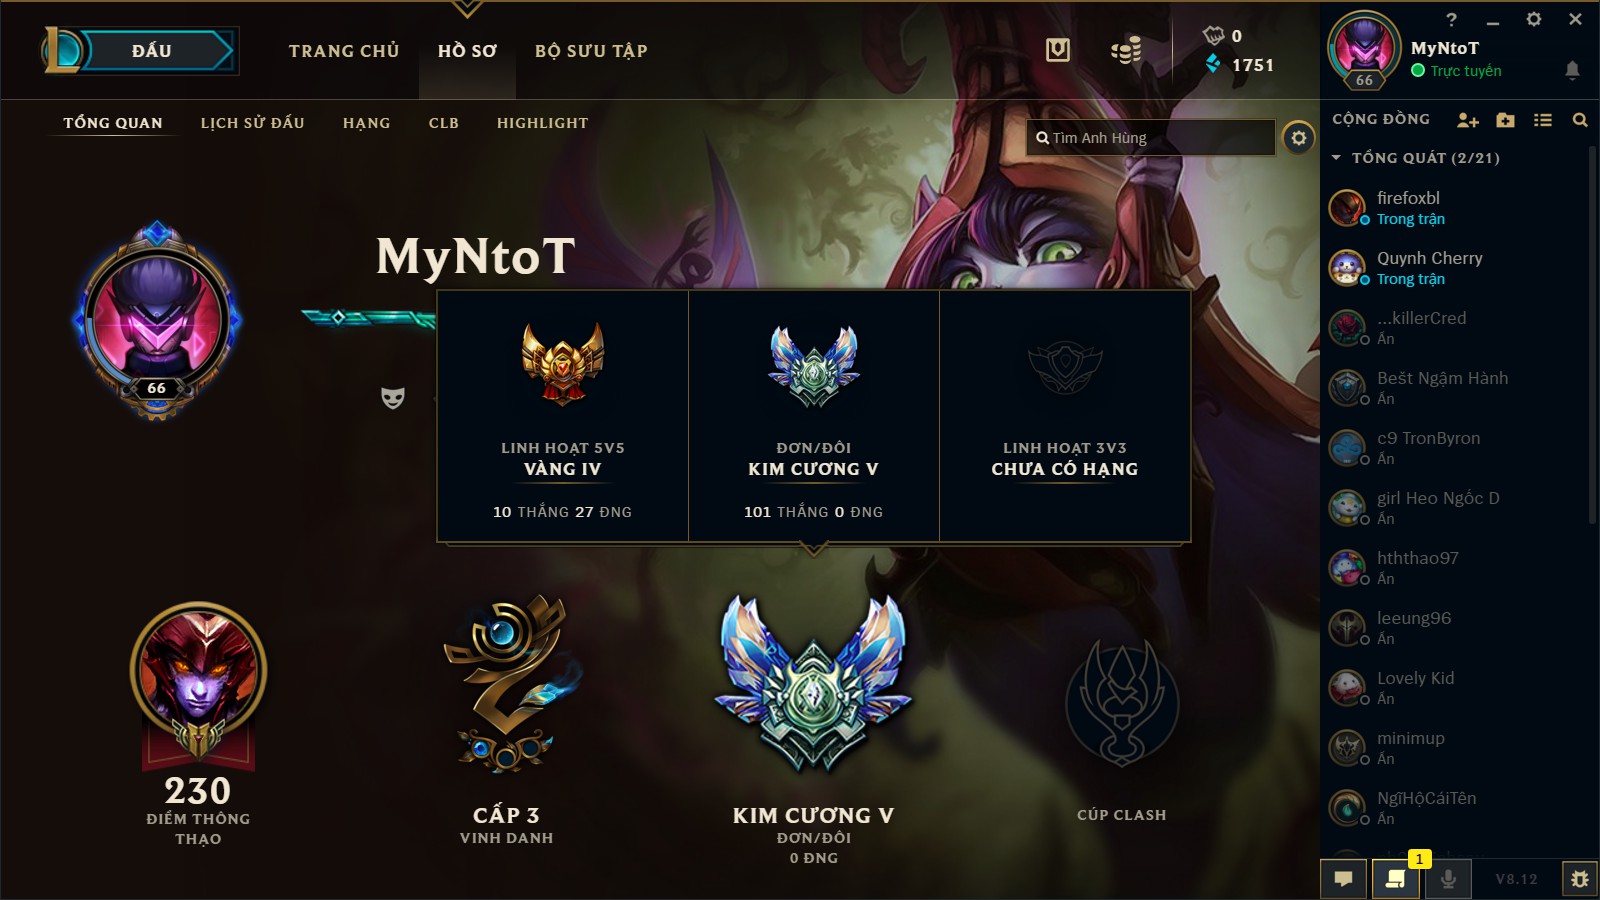 ĐẤU
TRANG CHỦ
HỒ SƠ
BỘ SƯU TẬP
0
1751
TỔNG QUAN
LỊCH SỬ ĐẤU
HẠNG
CLB
HIGHLIGHT
Tìm Anh Hùng
66
MyNtoT
LINH HOẠT 5V5
VÀNG IV
10 THẮNG 27 ĐNG
ĐƠN/ĐÔI
KIM CƯƠNG V
101 THẮNG 0 ĐNG
LINH HOẠT 3V3
CHƯA CÓ HẠNG
230
ĐIỂM THÔNG
THẠO
CẤP 3
VINH DANH
KIM CƯƠNG V
ĐƠN/ĐÔI
0 ĐNG
CÚP CLASH
?
66
MyNtoT
Trực tuyến
CỘNG ĐỒNG
TỔNG QUÁT (2/21)
firefoxbl
Trong trận
Quynh Cherry
Trong trận
...killerCred
Ẩn
Bešt Ngậm Hành
Ẩn
c9 TronByron
Ẩn
girl Heo Ngốc D
Ẩn
hththao97
Ẩn
leeung96
Ẩn
Lovely Kid
Ẩn
minimup
Ẩn
NgĩHộCáiTên
Ẩn
1
V8.12